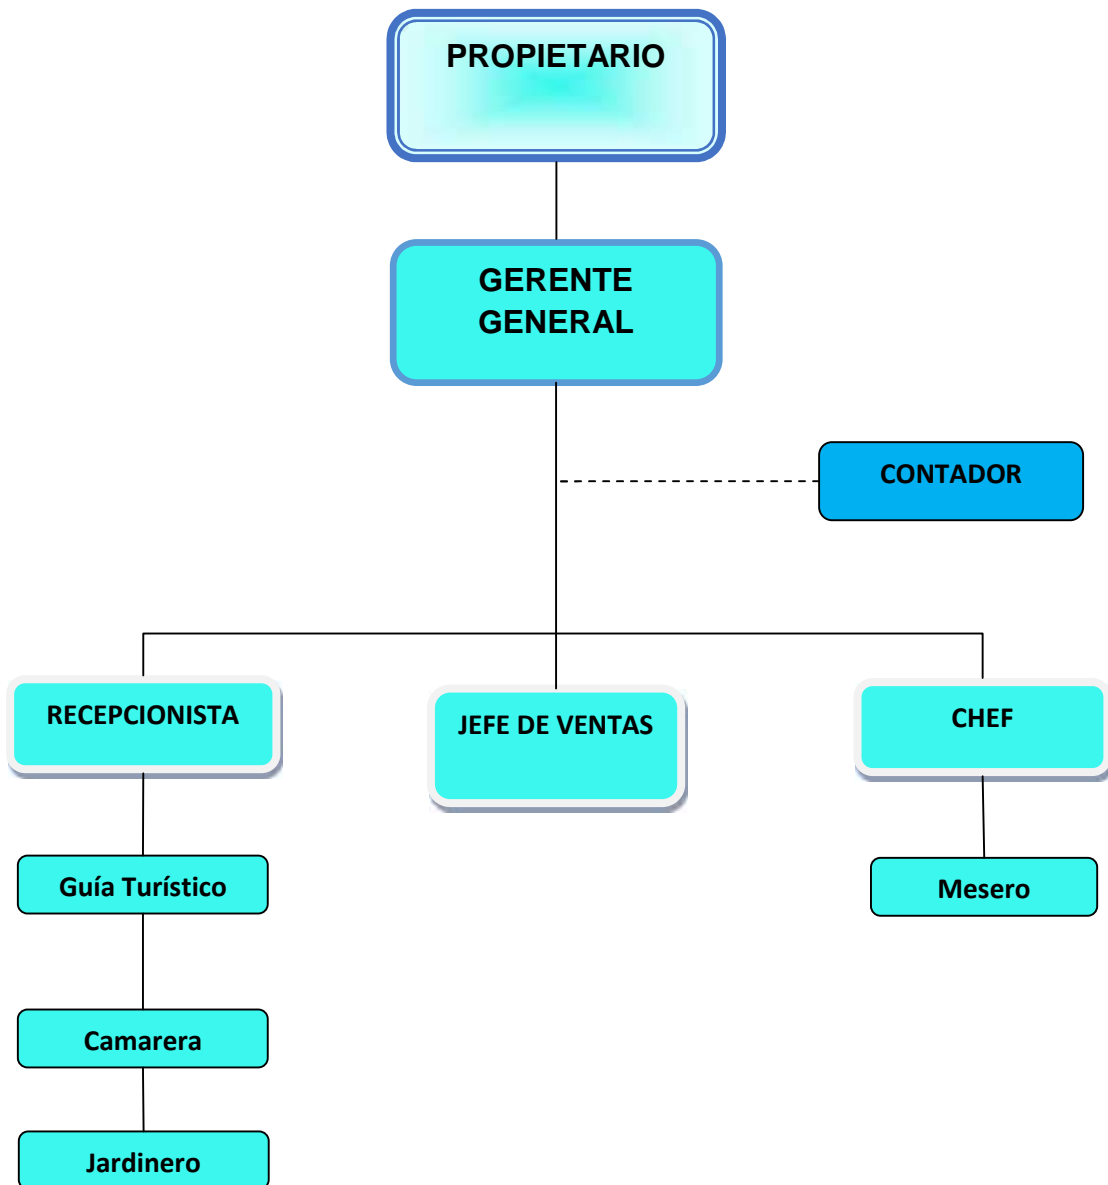 PROPIETARIO
GERENTE
GENERAL
CONTADOR
RECEPCIONISTA
JEFE DE VENTAS
CHEF
Guía Turístico
Mesero
Camarera
Jardinero